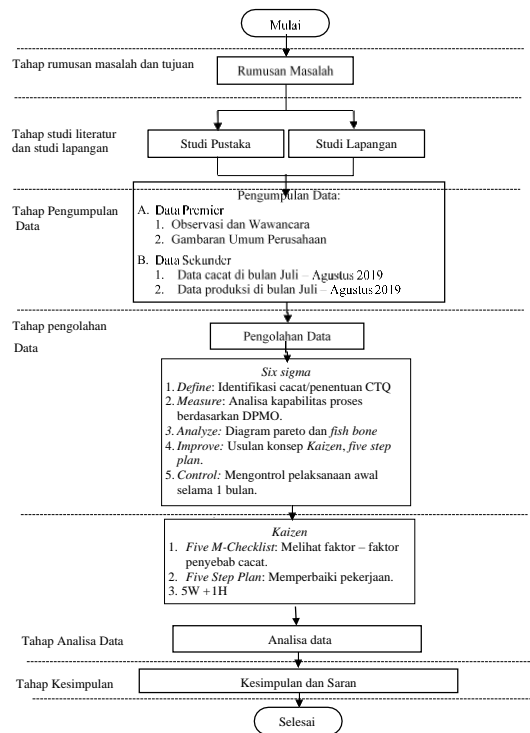 Mulai
Tahap rumusan masalah dan tujuan
Rumusan Masalah
Tahap studi literatur
dan studi lapangan
Studi Pustaka
Studi Lapangan
Tahap Pengumpulan
Data
Pengumpulan Data:
A. Data Premier
1. Observasi dan Wawancara
2. Gambaran Umum Perusahaan
B. Data Sekunder
1. Data cacat di bulan Juli – Agustus 2019
2. Data produksi di bulan Juli – Agustus 2019
Tahap pengolahan
Data
Pengolahan Data
Six sigma
1. Define: Identifikasi cacat/penentuan CTQ
2. Measure: Analisa kapabilitas proses
berdasarkan DPMO.
3. Analyze: Diagram pareto dan fish bone
4. Improve: Usulan konsep Kaizen, five step
plan.
5. Control: Mengontrol pelaksanaan awal
selama 1 bulan.
Kaizen
1. Five M-Checklist: Melihat faktor – faktor
penyebab cacat.
2. Five Step Plan: Memperbaiki pekerjaan.
3. 5W +1H
Tahap Analisa Data
Analisa data
Tahap Kesimpulan
Kesimpulan dan Saran
Selesai